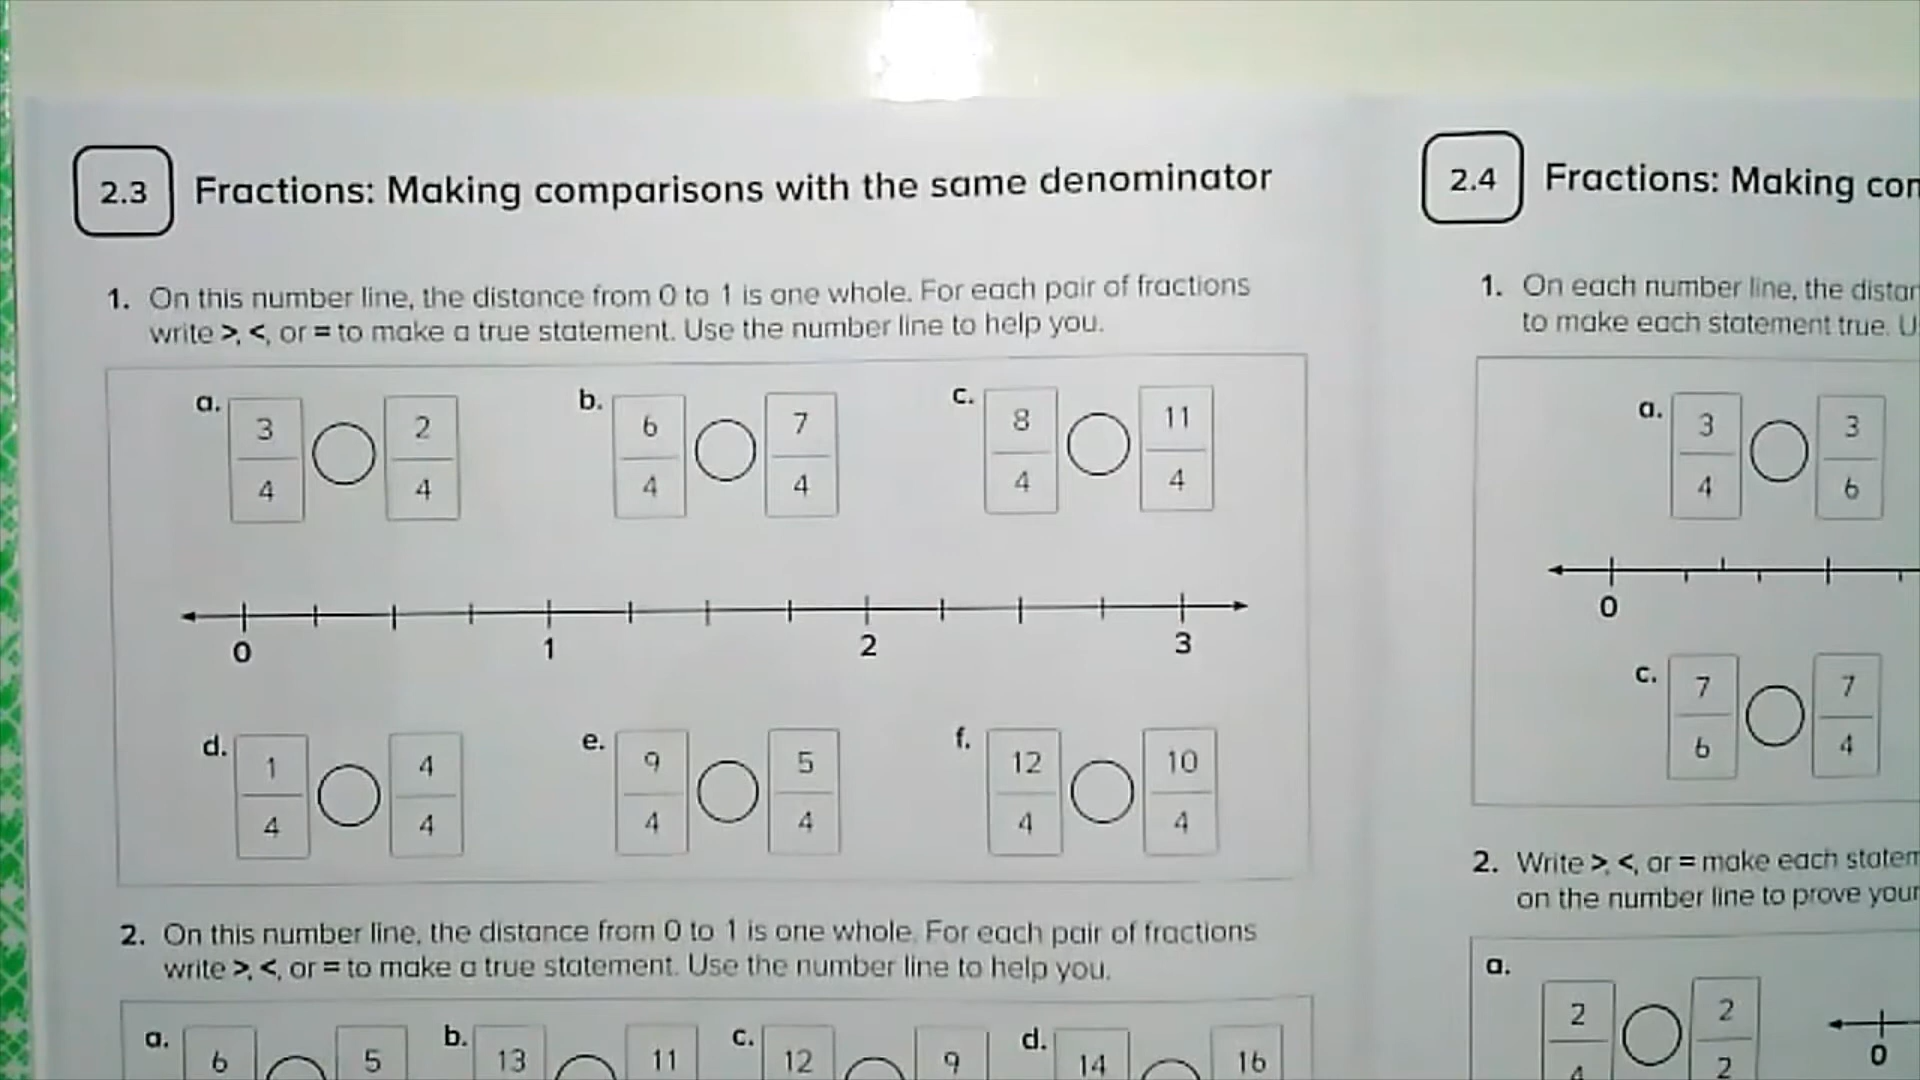 2.3 Fractions: Making comparisons with the same denominator
1. On this number line, the distance from 0 to 1 is one whole. For each pair of fractions
write >, <, or = to make a true statement. Use the number line to help you.
a. 3/4 2/4
b. 6/4 7/4
c. 8/4 11/4
0 1 2 3
d. 1/4 4/4
e. 9/4 5/4
f. 12/4 10/4
2. On this number line, the distance from 0 to 1 is one whole. For each pair of fractions
write >, <, or = to make a true statement. Use the number line to help you.
a. 6 5
b. 13 11
c. 12 9
d. 14 16
2.4 Fractions: Making
1. On each number line, the
to make each statement true.
a. 3/4 3/6
0
c. 7/6 7/4
2. Write >, <, or = make each
on the number line to prove
a. 2/4 2/2
0